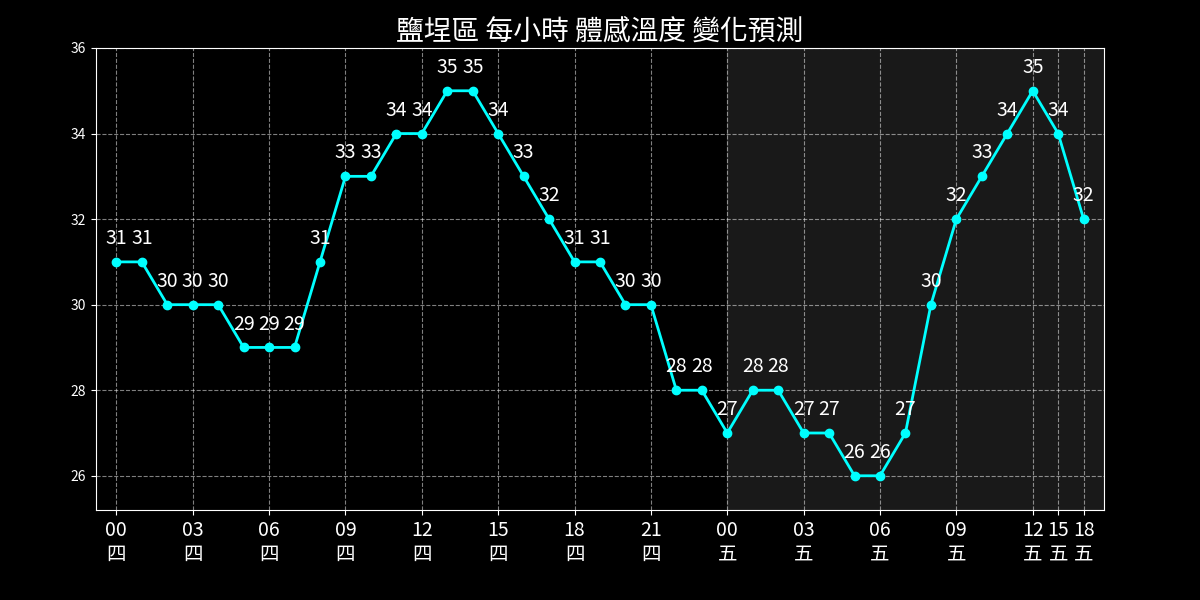 鹽埕區 每小時 體感溫度 變化預測
36
35 35 35
34 34 34 34 34
34
33 33 33 33
32 32 32
32
31 31 31 31 31
30 30 30 30 30 30
30
29 29 29
28 28 28 28
28
27 27 27 27
26 26
26
00 03 06 09 12 15 18 21 00 03 06 09 12 15 18
四 四 四 四 四 四 四 四 五 五 五 五 五 五 五